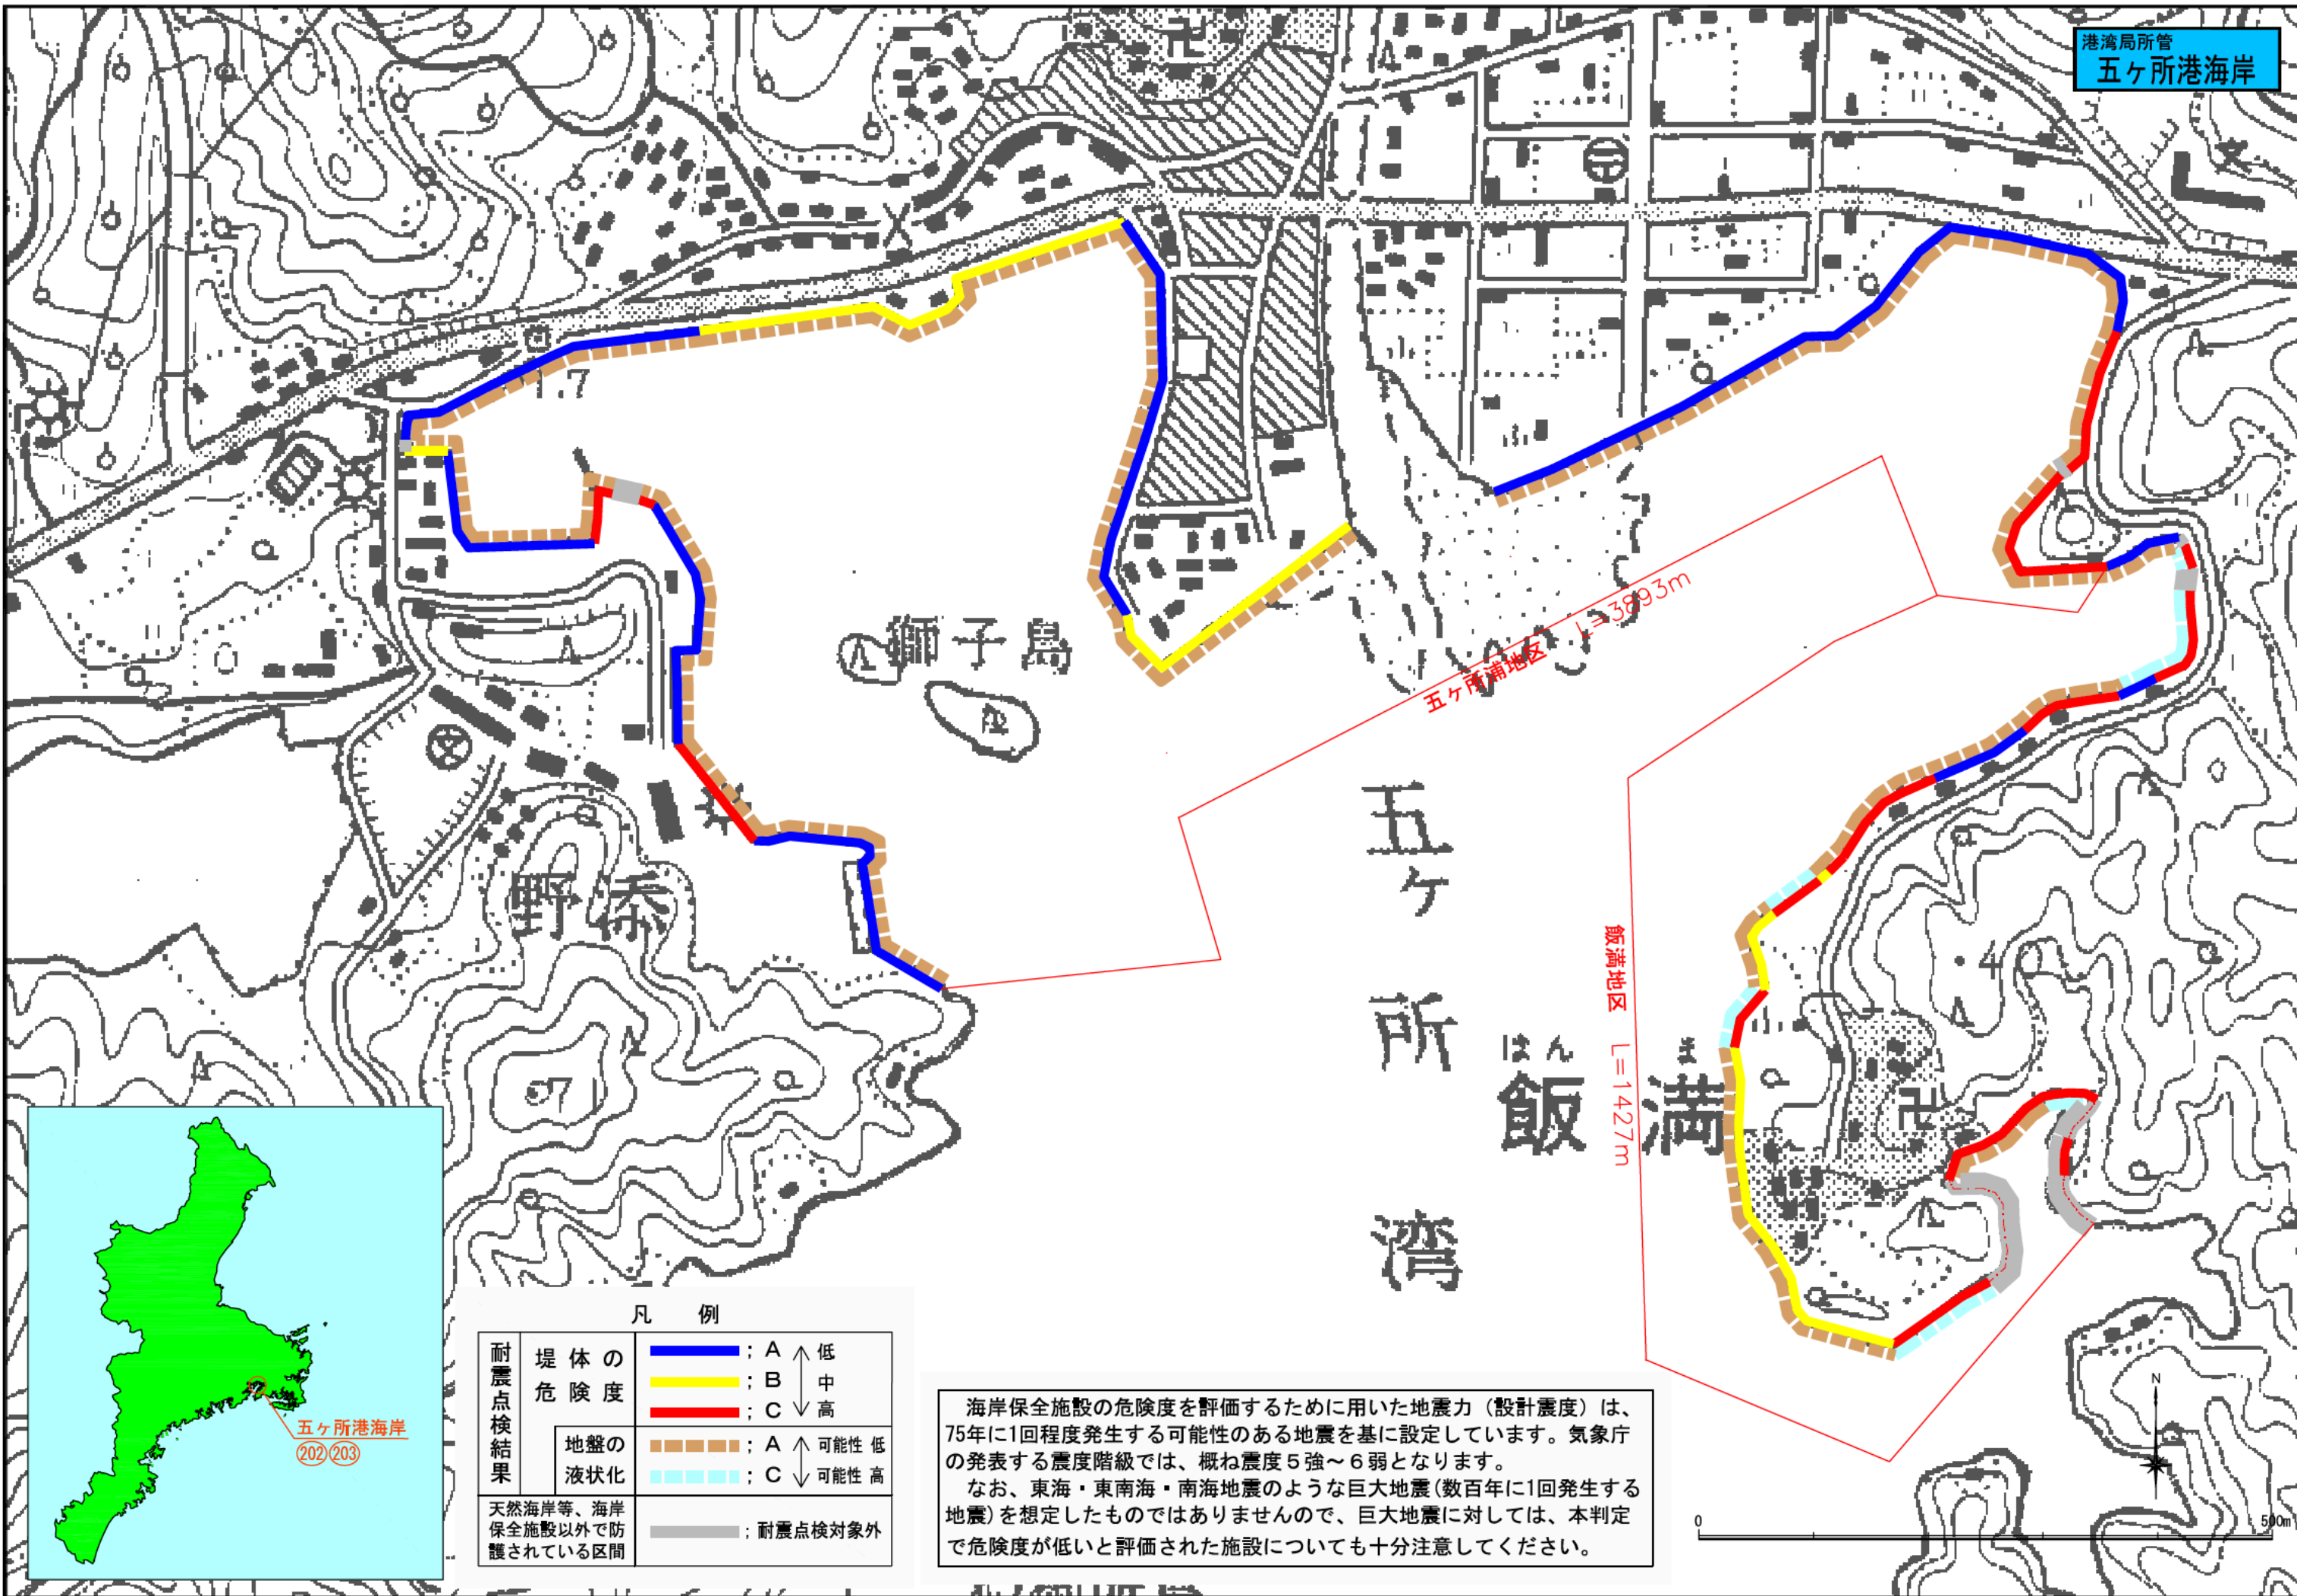 港湾局所管
五ヶ所港海岸
17
獅子島
五ヶ所浦地区 L=3893m
野添
五ヶ所湾
飯満地区 L=1427m
はん ま
飯満
40
71
五ヶ所港海岸
202 203
凡例
耐震点検結果
堤体の危険度
; A 低
; B 中
; C 高
地盤の液状化
; A 可能性 低
; C 可能性 高
天然海岸等、海岸
保全施設以外で防
護されている区間
; 耐震点検対象外
海岸保全施設の危険度を評価するために用いた地震力（設計震度）は、
75年に1回程度発生する可能性のある地震を基に設定しています。気象庁
の発表する震度階級では、概ね震度５強～６弱となります。
なお、東海・東南海・南海地震のような巨大地震(数百年に1回発生する
地震)を想定したものではありませんので、巨大地震に対しては、本判定
で危険度が低いと評価された施設についても十分注意してください。
N
0 500m